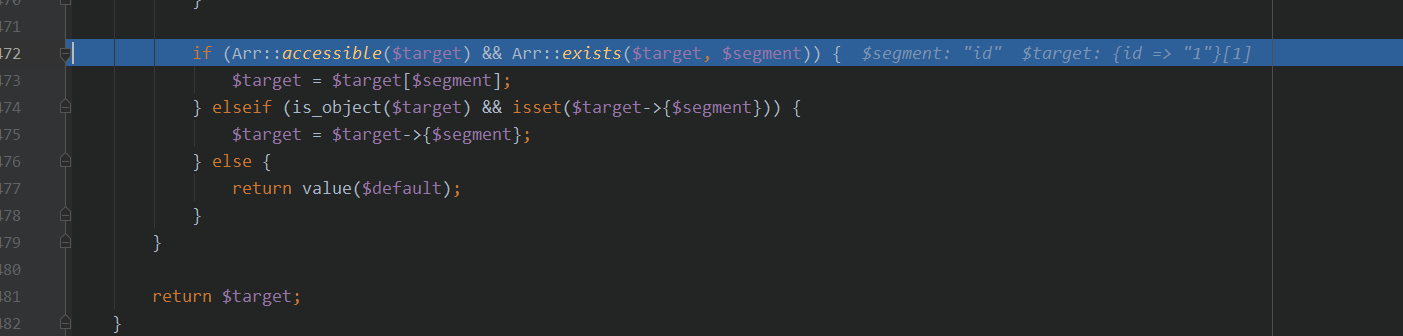 470 }
471
472 if (Arr::accessible($target) && Arr::exists($target, $segment)) { $segment: "id" $target: {id => "1"}[1]
473 $target = $target[$segment];
474 } elseif (is_object($target) && isset($target->{$segment})) {
475 $target = $target->{$segment};
476 } else {
477 return value($default);
478 }
479 }
480
481 return $target;
482 }